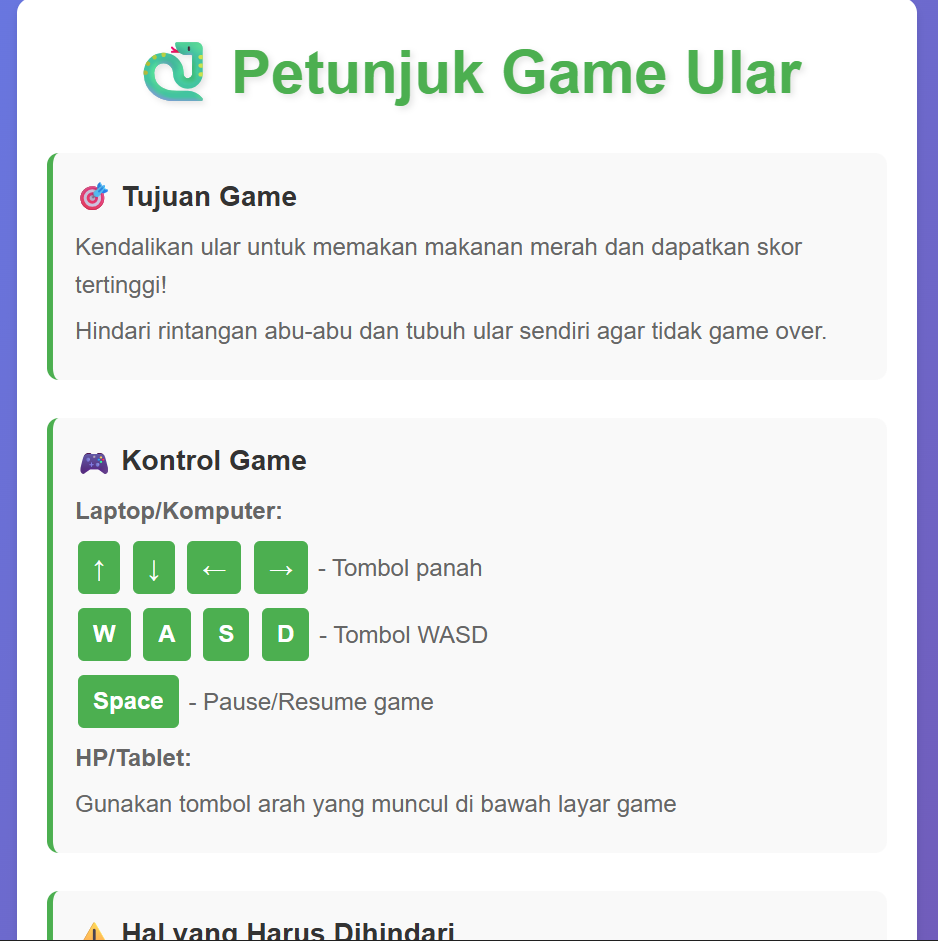 Petunjuk Game Ular
Tujuan Game
Kendalikan ular untuk memakan makanan merah dan dapatkan skor
tertinggi!
Hindari rintangan abu-abu dan tubuh ular sendiri agar tidak game over.
Kontrol Game
Laptop/Komputer:
↑ ↓ ← → - Tombol panah
W A S D - Tombol WASD
Space - Pause/Resume game
HP/Tablet:
Gunakan tombol arah yang muncul di bawah layar game
Hal yang Harus Dihindari